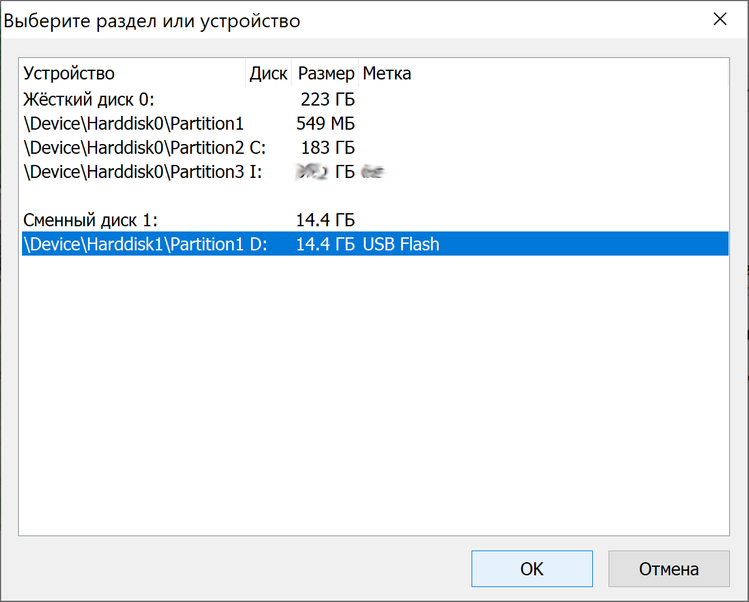 Выберите раздел или устройство
Устройство Диск Размер Метка
Жёсткий диск 0: 223 ГБ
\Device\Harddisk0\Partition1 549 МБ
\Device\Harddisk0\Partition2 C: 183 ГБ
\Device\Harddisk0\Partition3 I: ГБ
Сменный диск 1: 14.4 ГБ
\Device\Harddisk1\Partition1 D: 14.4 ГБ USB Flash
OK Отмена